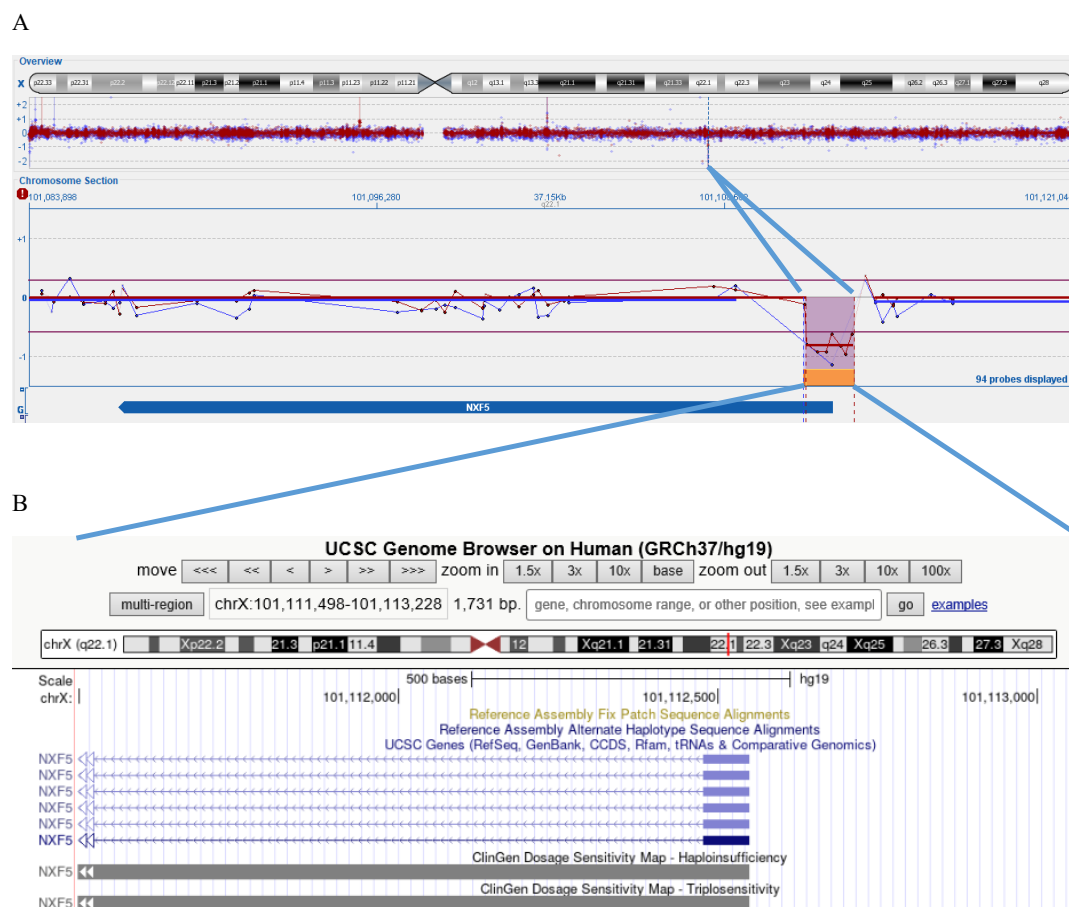 A
Overview
X p22.33 p22.31 p22.2 p22.11 p21.3 p21.2 p21.1 p11.4 p11.3 p11.23 p11.22 p11.21 q12 q13.1 q13.3 q21.1 q21.31 q21.33 q22.1 q22.3 q23 q24 q25 q26.2 q26.3 q27.1 q27.3 q28
+2
+1
0
-1
-2
Chromosome Section
101,083,898 101,096,280 37.15Kb
q22.1
+1
0
-1
94 probes displayed
G NXF5
B
UCSC Genome Browser on Human (GRCh37/hg19)
move <<< << < > >> >>> zoom in 1.5x 3x 10x base zoom out 1.5x 3x 10x 100x
multi-region chrX:101,111,498-101,113,228 1,731 bp. gene, chromosome range, or other position, see exampl go examples
chrX (q22.1) Xp22.2 21.3 p21.1 11.4 12 Xq21.1 21.31 22.1 22.3 Xq23 q24 Xq25 26.3 27.3 Xq28
Scale 500 bases hg19
chrX: 101,112,000 101,112,500 101,113,000
Reference Assembly Fix Patch Sequence Alignments
Reference Assembly Alternate Haplotype Sequence Alignments
UCSC Genes (RefSeq, GenBank, CCDS, Rfam, tRNAs & Comparative Genomics)
NXF5
NXF5
NXF5
NXF5
NXF5
NXF5
ClinGen Dosage Sensitivity Map - Haploinsufficiency
NXF5
ClinGen Dosage Sensitivity Map - Triplosensitivity
NXF5